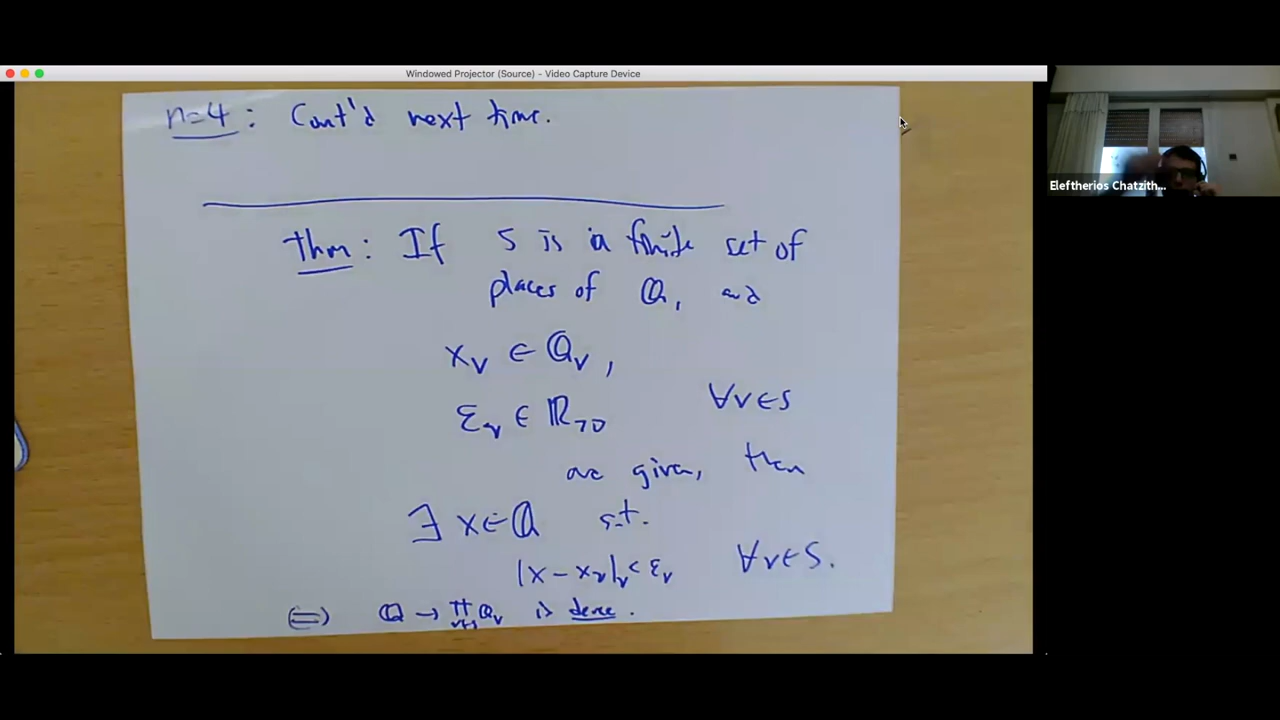 Windowed Projector (Source) - Video Capture Device
n=4: Cont'd next time.
Thm: If S is a finite set of
places of ℚ, and
x_v ∈ ℚ_v,
ε_v ∈ ℝ_{>0} ∀v∈S
are given, then
∃ x∈ℚ s.t.
|x - x_v|_v < ε_v ∀v∈S.
(⇔) ℚ → ∏_{v∈S} ℚ_v is dense.
Eleftherios Chatzith...